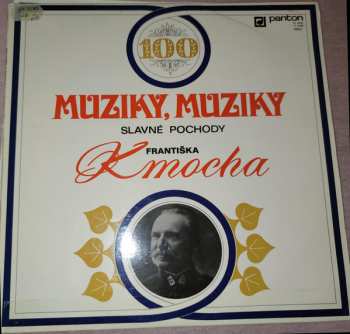 panton
100
MUZIKY, MUZIKY
SLAVNÉ POCHODY
FRANTIŠKA
Kmocha